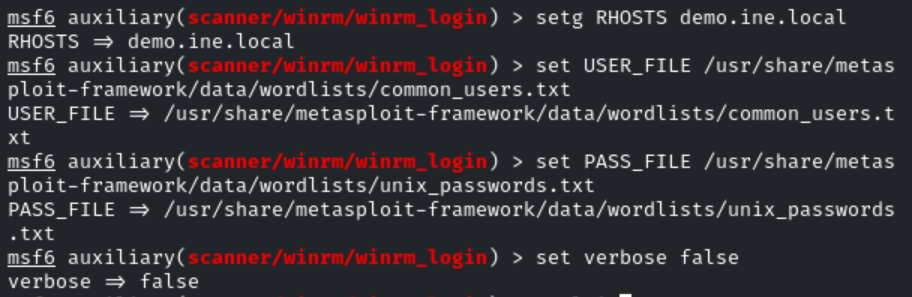 msf6 auxiliary(scanner/winrm/winrm_login) > setg RHOSTS demo.ine.local
RHOSTS ⇒ demo.ine.local
msf6 auxiliary(scanner/winrm/winrm_login) > set USER_FILE /usr/share/metas
ploit-framework/data/wordlists/common_users.txt
USER_FILE ⇒ /usr/share/metasploit-framework/data/wordlists/common_users.t
xt
msf6 auxiliary(scanner/winrm/winrm_login) > set PASS_FILE /usr/share/metas
ploit-framework/data/wordlists/unix_passwords.txt
PASS_FILE ⇒ /usr/share/metasploit-framework/data/wordlists/unix_passwords
.txt
msf6 auxiliary(scanner/winrm/winrm_login) > set verbose false
verbose ⇒ false